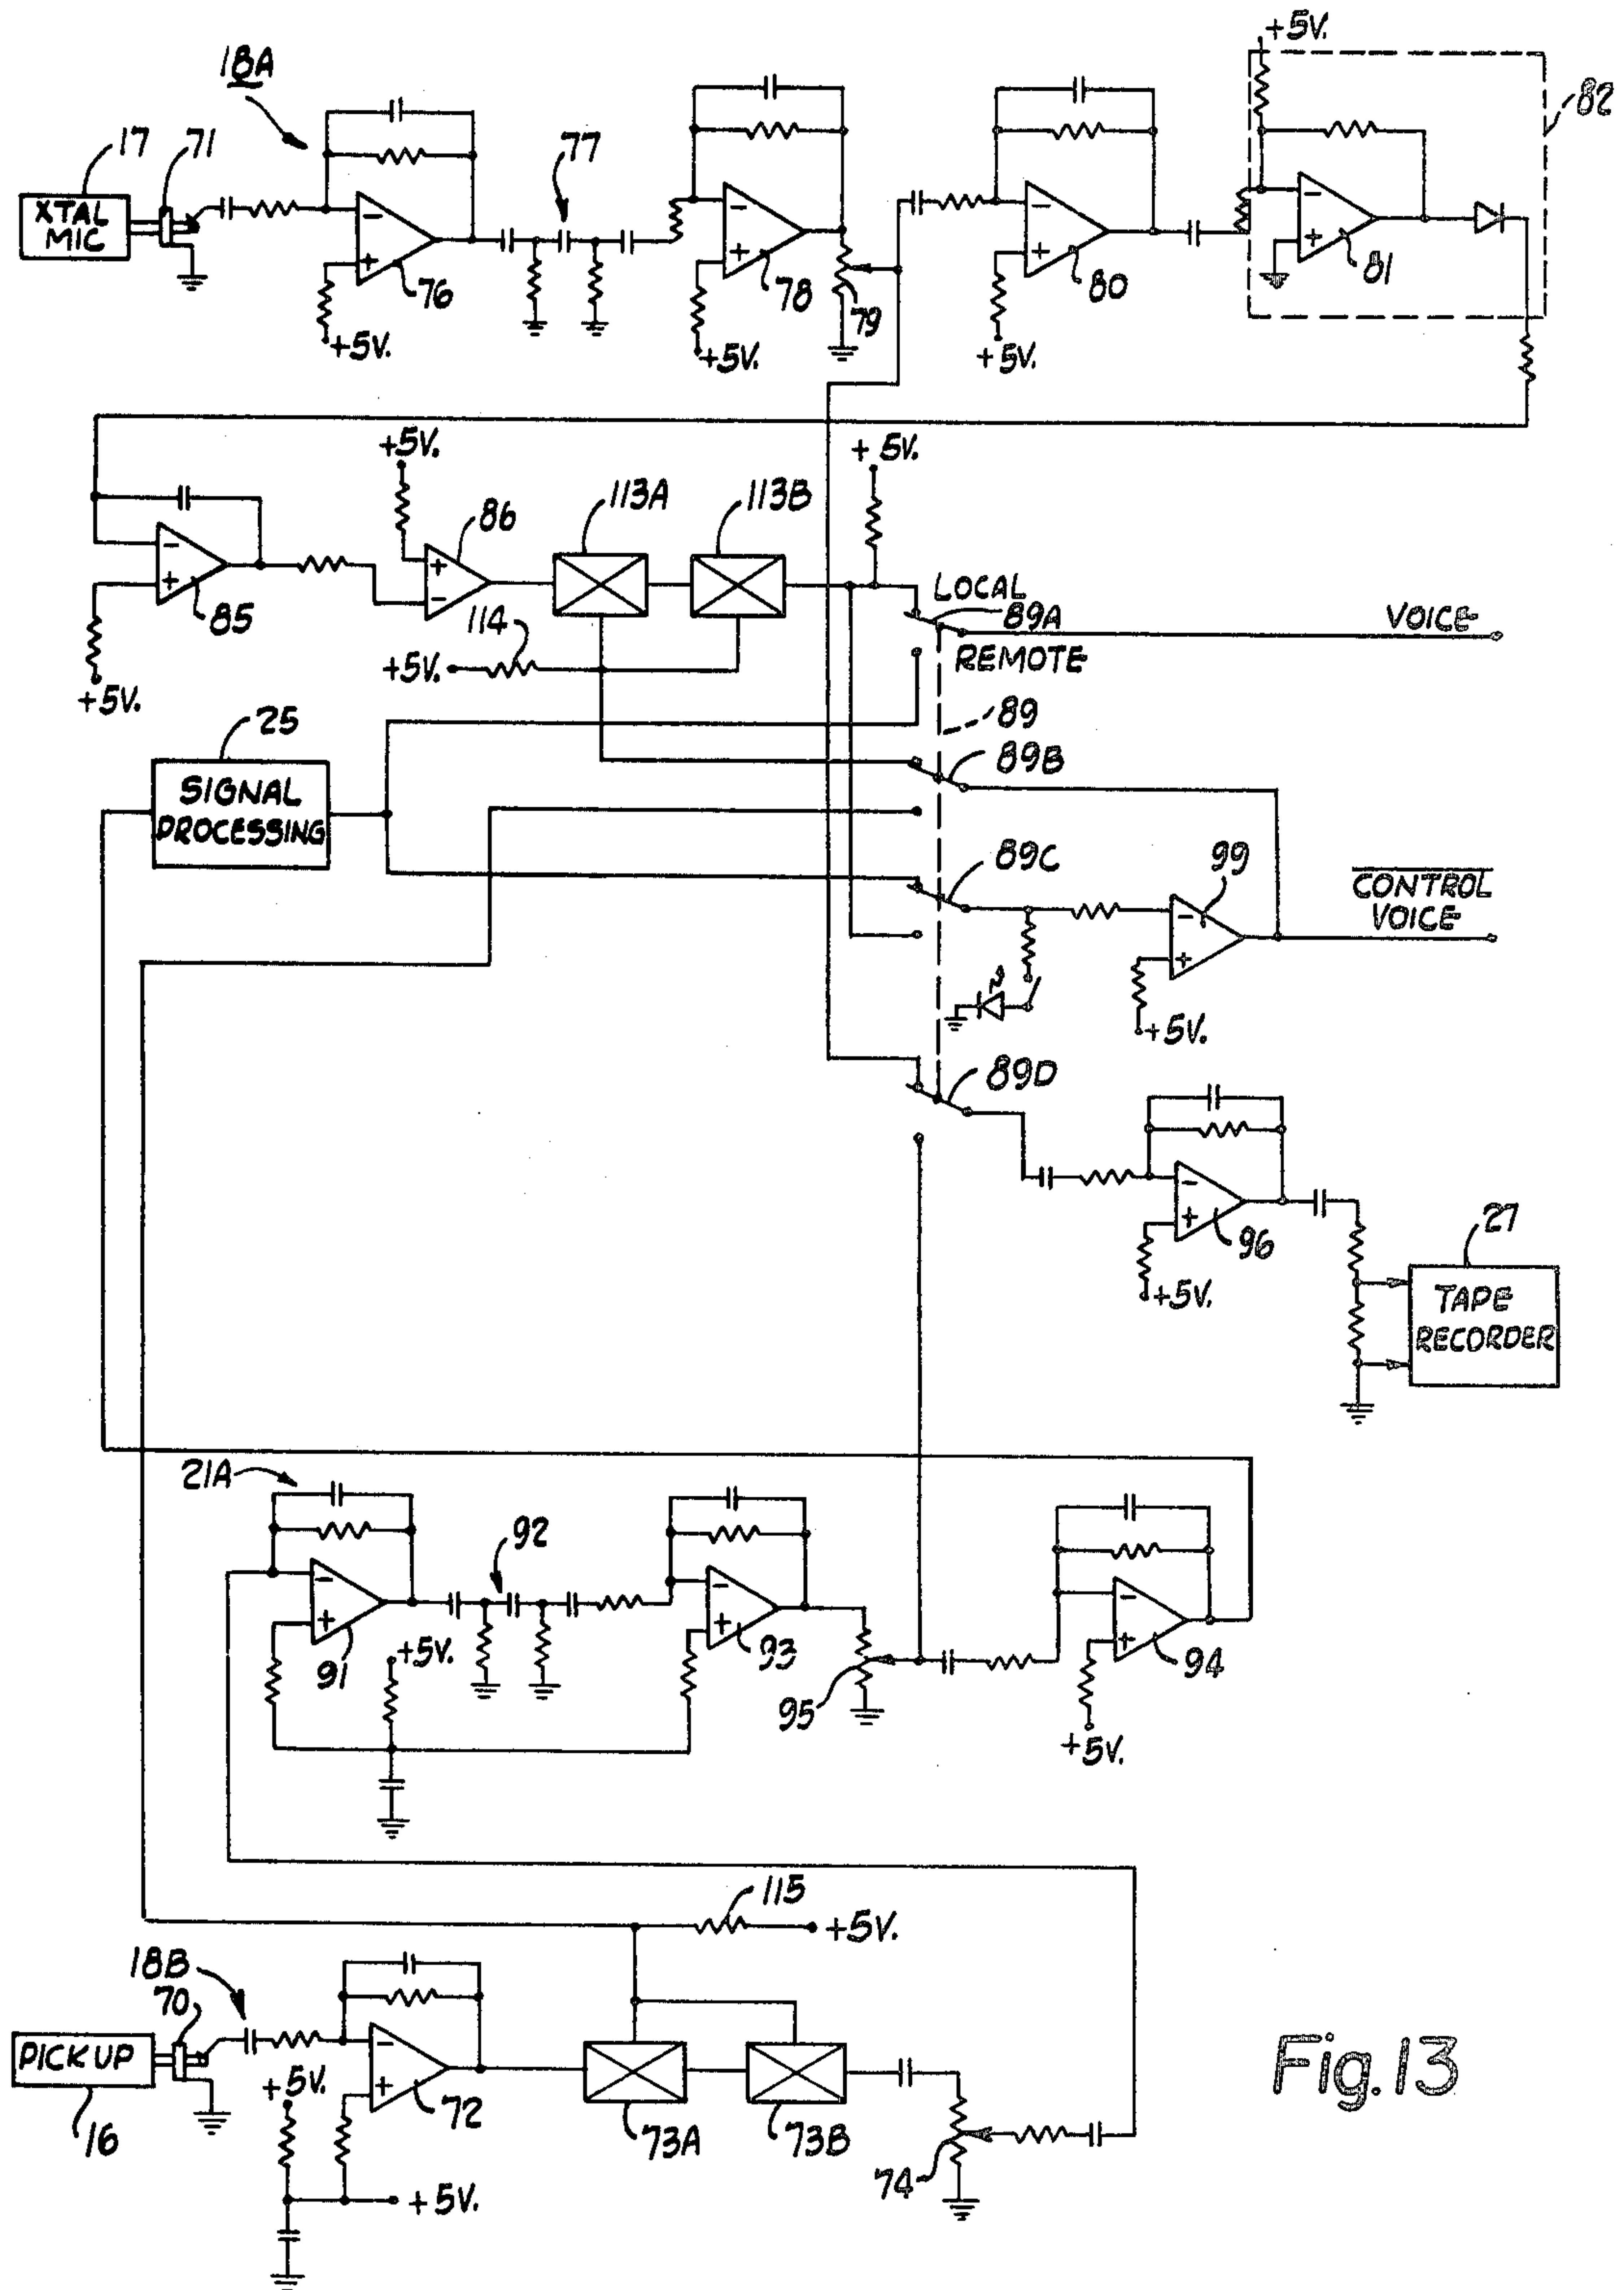 +5V.
18A
82
17
71
77
XTAL
MIC
76
78
79
80
81
+5V.
+5V.
+5V.
+5V.
+5V.
86
113A
113B
LOCAL
89A
VOICE
85
114
+5V.
REMOTE
+5V.
25
89
89B
SIGNAL
PROCESSING
89C
99
CONTROL
VOICE
+5V.
89D
96
+5V.
27
TAPE
RECORDER
21A
92
91
+5V.
93
95
94
+5V.
115
+5V.
18B
70
PICKUP
16
+5V.
72
73A
73B
74
+5V.
Fig. 13